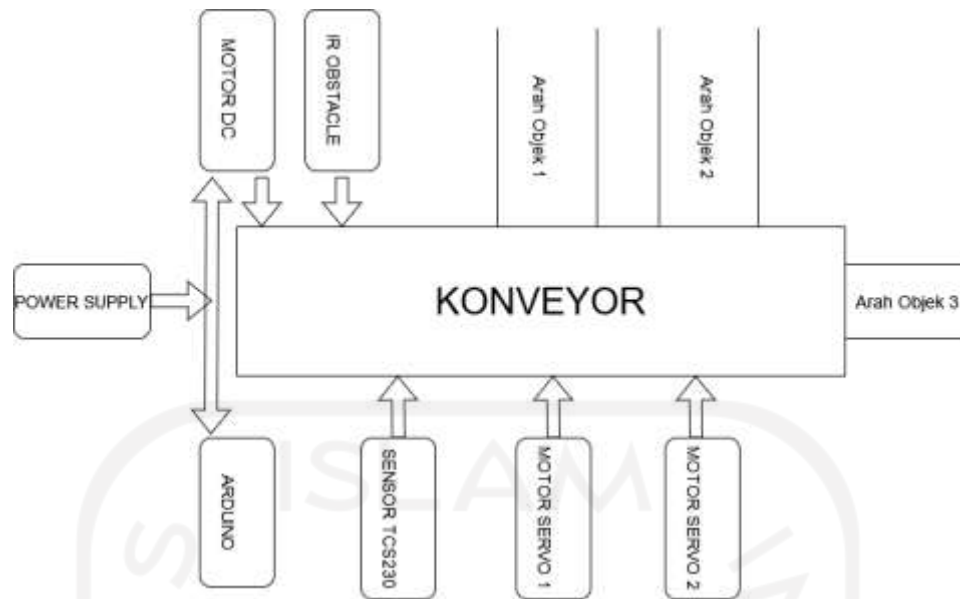 MOTOR DC
IR OBSTACLE
Arah Objek 1
Arah Objek 2
POWER SUPPLY
KONVEYOR
Arah Objek 3
ARDUINO
SENSOR TCS230
MOTOR SERVO 1
MOTOR SERVO 2
ISLAM